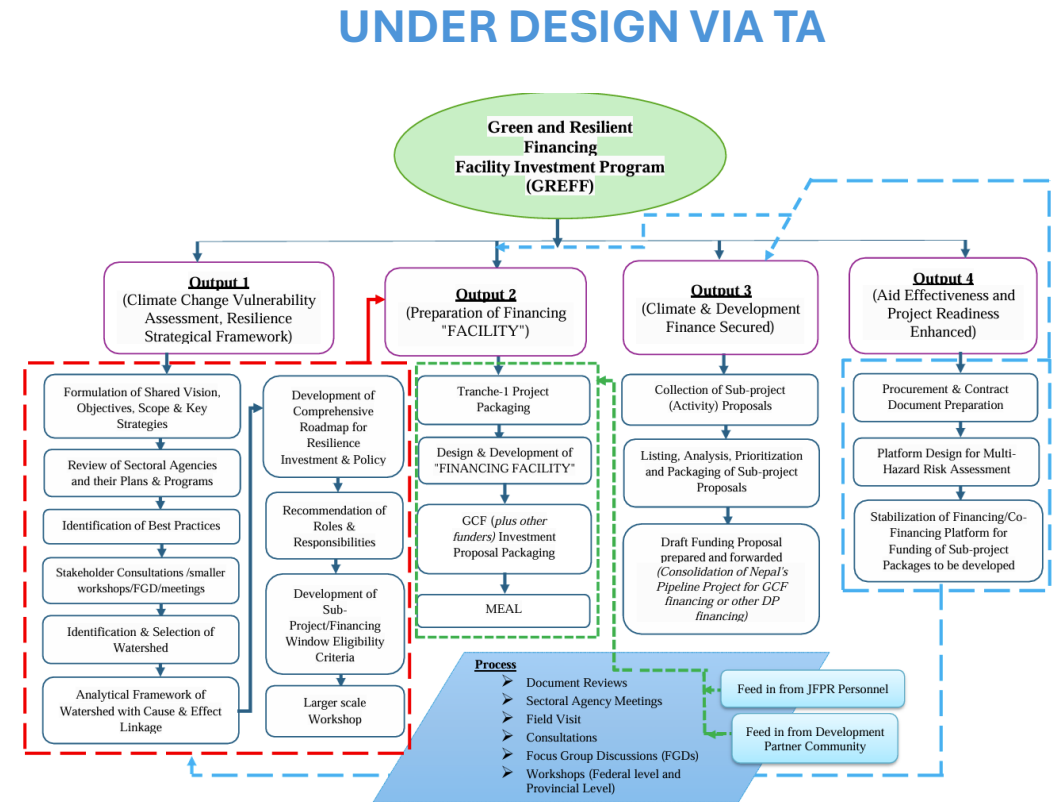 UNDER DESIGN VIA TA
Green and Resilient
Financing
Facility Investment Program
(GREFF)
Output 1
(Climate Change Vulnerability
Assessment, Resilience
Strategical Framework)
Formulation of Shared Vision,
Objectives, Scope & Key
Strategies
Review of Sectoral Agencies
and their Plans & Programs
Identification of Best Practices
Stakeholder Consultations /smaller
workshops/FGD/meetings
Identification & Selection of
Watershed
Analytical Framework of
Watershed with Cause & Effect
Linkage
Development of
Comprehensive
Roadmap for
Resilience
Investment & Policy
Recommendation of
Roles &
Responsibilities
Development of
Sub-
Project/Financing
Window Eligibility
Criteria
Larger scale
Workshop
Output 2
(Preparation of Financing
"FACILITY")
Tranche-1 Project
Packaging
Design & Development of
"FINANCING FACILITY"
GCF (plus other
funders) Investment
Proposal Packaging
MEAL
Output 3
(Climate & Development
Finance Secured)
Collection of Sub-project
(Activity) Proposals
Listing, Analysis, Prioritization
and Packaging of Sub-project
Proposals
Draft Funding Proposal
prepared and forwarded
(Consolidation of Nepal's
Pipeline Project for GCF
financing or other DP
financing)
Output 4
(Aid Effectiveness and
Project Readiness
Enhanced)
Procurement & Contract
Document Preparation
Platform Design for Multi-
Hazard Risk Assessment
Stabilization of Financing/Co-
Financing Platform for
Funding of Sub-project
Packages to be developed
Process
➢ Document Reviews
➢ Sectoral Agency Meetings
➢ Field Visit
➢ Consultations
➢ Focus Group Discussions (FGDs)
➢ Workshops (Federal level and
Provincial Level)
Feed in from JFPR Personnel
Feed in from Development
Partner Community